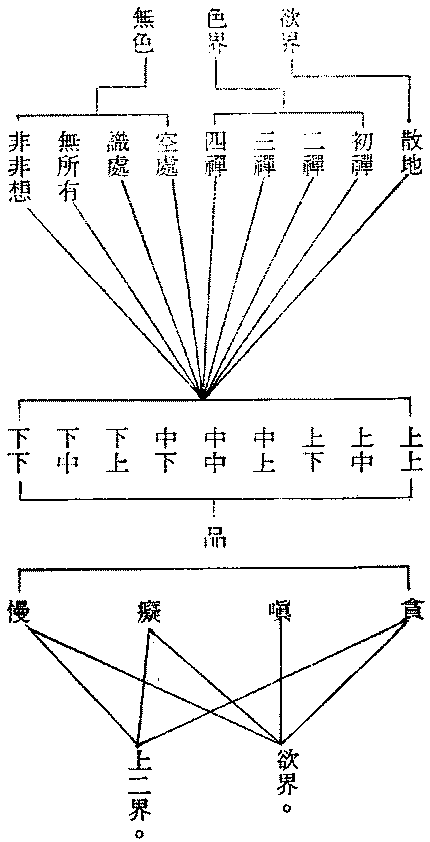 欲界
色界
無色
散地
初禪
二禪
三禪
四禪
空處
識處
無所有
非非想
上上
上中
上下
中上
中中
中下
下上
下中
下下
品
貪
嗔
癡
慢
欲界。
上二界。